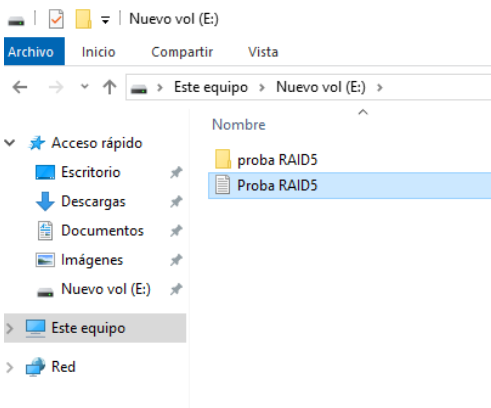 Nuevo vol (E:)
Archivo Inicio Compartir Vista
Este equipo > Nuevo vol (E:) >
Nombre
Acceso rápido
Escritorio
Descargas
Documentos
Imágenes
Nuevo vol (E:)
Este equipo
Red
proba RAID5
Proba RAID5